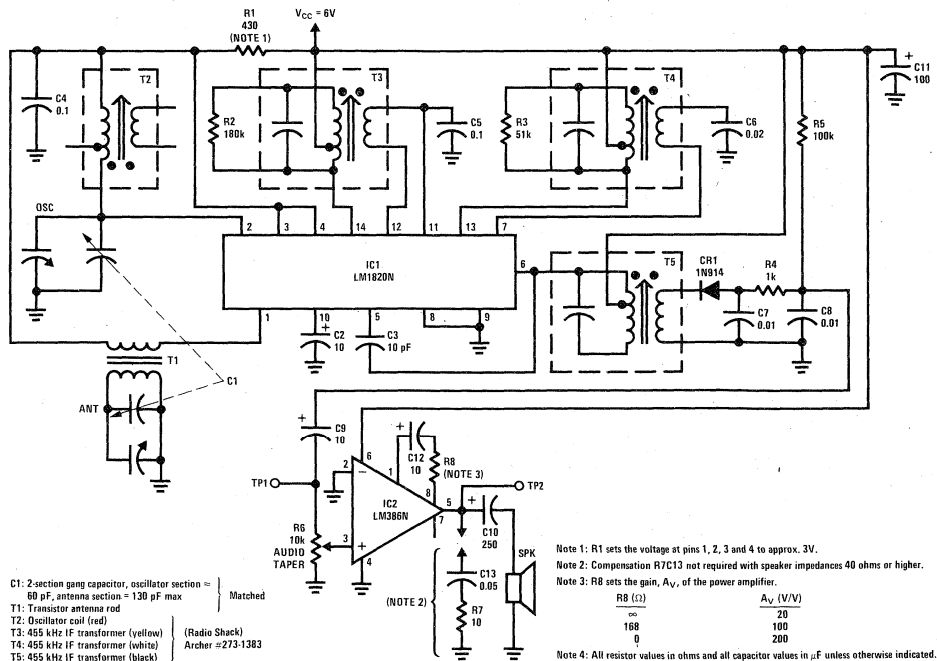 R1
430
(NOTE 1)
VCC = 6V
C4
0.1
T2
R2
180k
T3
C5
0.1
R3
51k
T4
C6
0.02
R5
100k
+
C11
100
OSC
2
3
4
14
12
11
13
7
IC1
LM1820N
6
1
10
5
8
9
+
C2
10
C3
10 pF
T5
CR1
1N914
R4
1k
C7
0.01
C8
0.01
T1
C1
ANT
+
C9
10
TP1
R6
10k
AUDIO
TAPER
2
−
6
+
C12
10
1
R8
(NOTE 3)
8
IC2
LM386N
5
7
3
+
4
TP2
+
C10
250
SPK
(NOTE 2)
C13
0.05
R7
10
C1: 2-section gang capacitor, oscillator section ≈
60 pF, antenna section = 130 pF max
Matched
T1: Transistor antenna rod
T2: Oscillator coil (red)
T3: 455 kHz IF transformer (yellow)
T4: 455 kHz IF transformer (white)
T5: 455 kHz IF transformer (black)
(Radio Shack)
Archer #273-1383
Note 1: R1 sets the voltage at pins 1, 2, 3 and 4 to approx. 3V.
Note 2: Compensation R7C13 not required with speaker impedances 40 ohms or higher.
Note 3: R8 sets the gain, AV, of the power amplifier.
R8 (Ω) AV (V/V)
∞ 20
168 100
0 200
Note 4: All resistor values in ohms and all capacitor values in µF unless otherwise indicated.